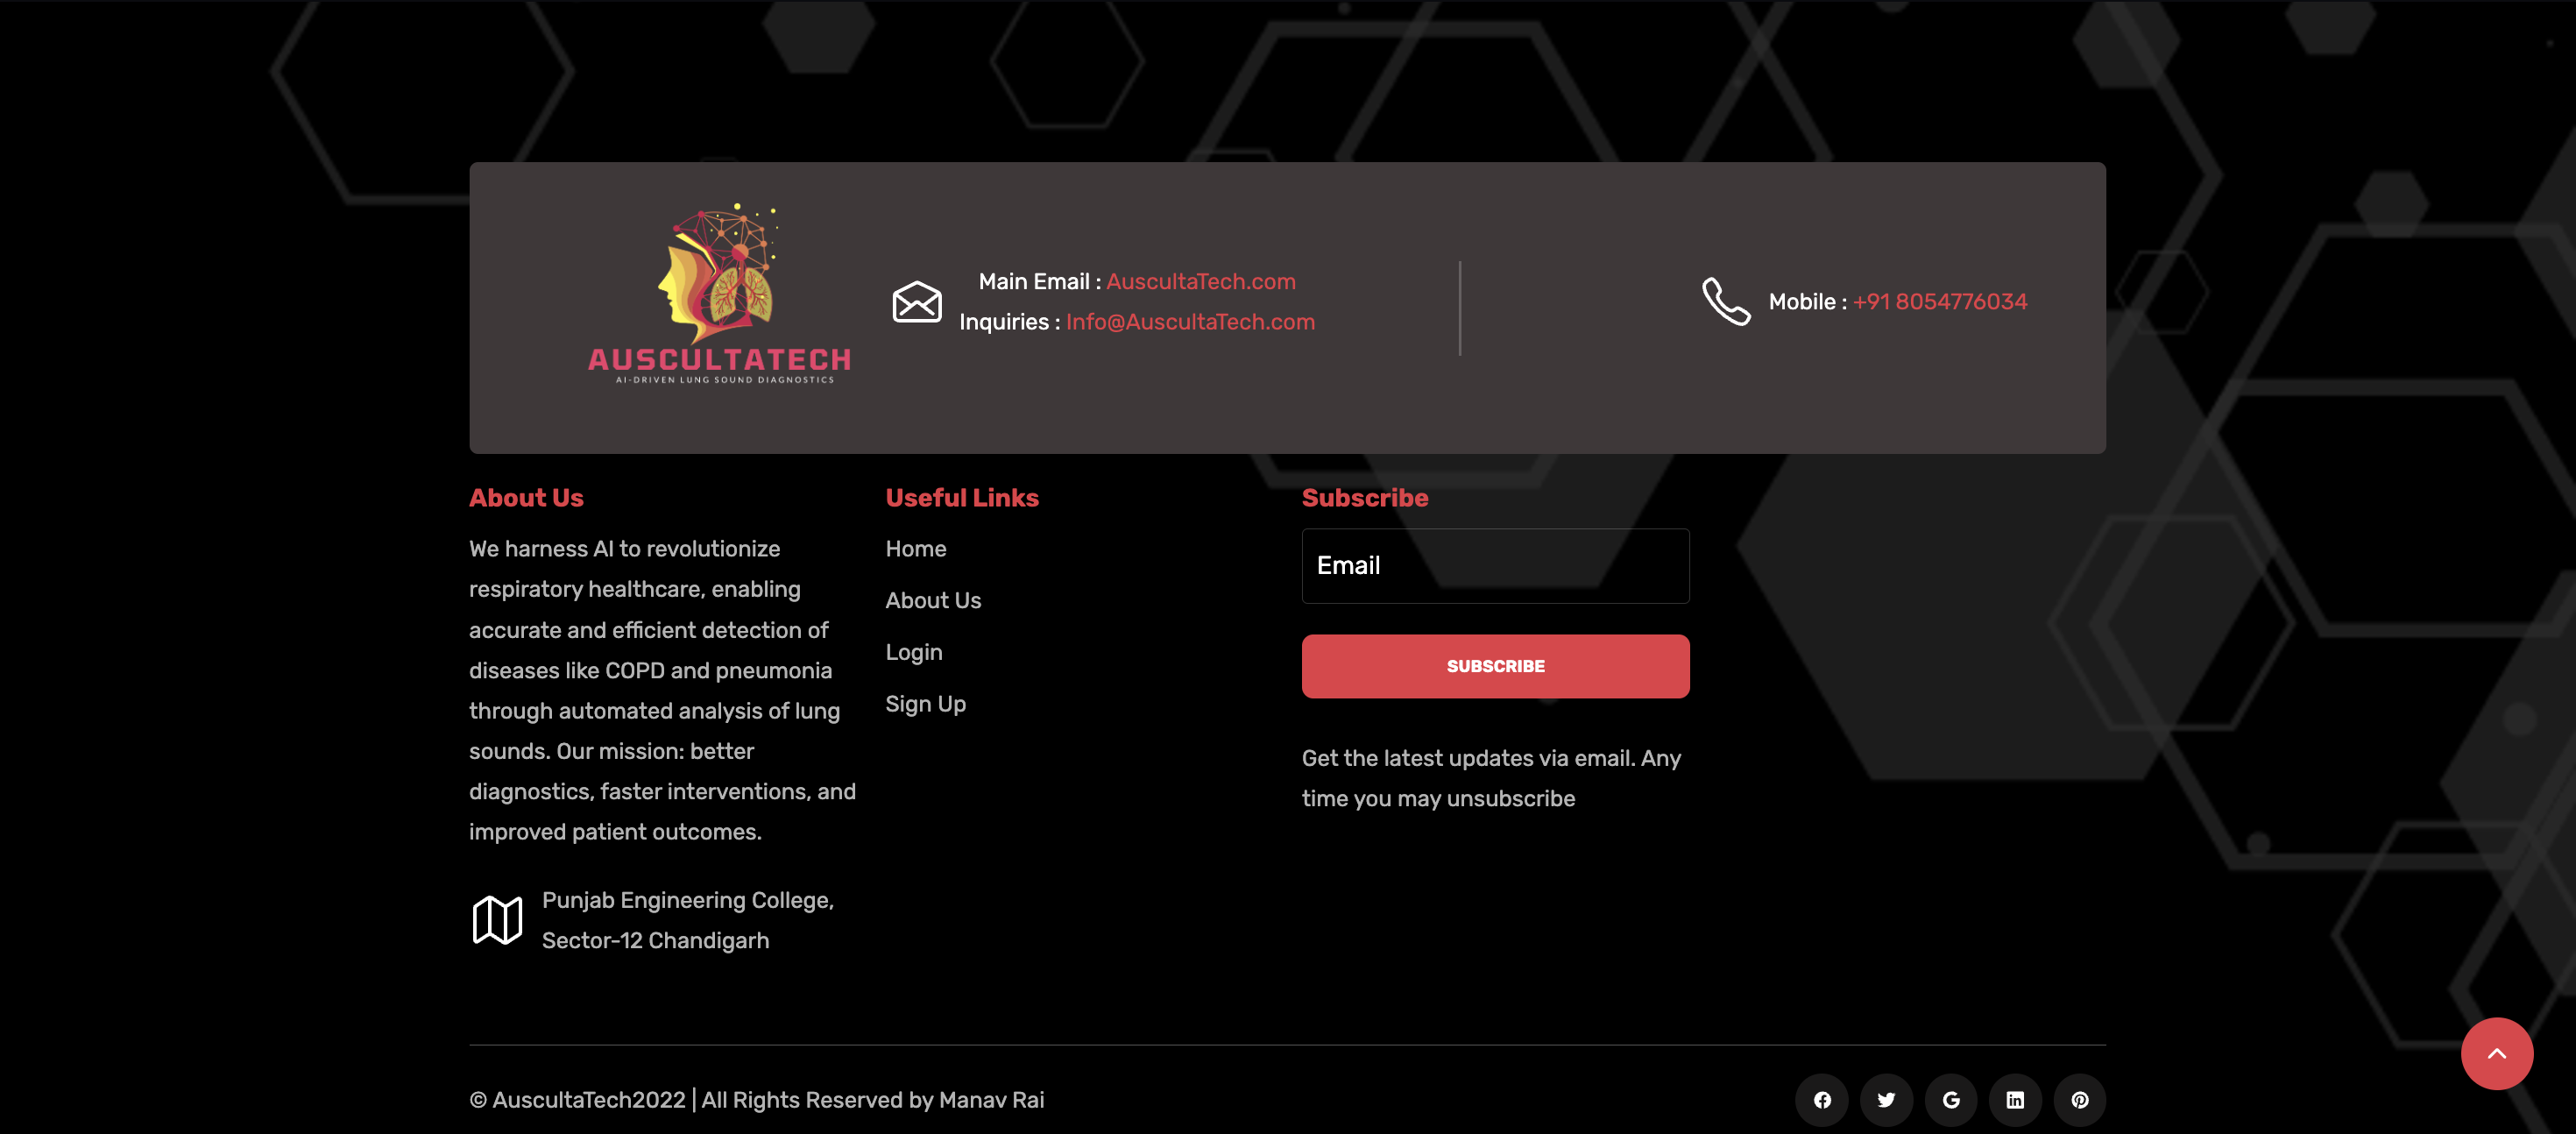 AUSCULTATECH
AI-DRIVEN LUNG SOUND DIAGNOSTICS
Main Email : AuscultaTech.com
Inquiries : Info@AuscultaTech.com
Mobile : +91 8054776034
About Us
We harness AI to revolutionize
respiratory healthcare, enabling
accurate and efficient detection of
diseases like COPD and pneumonia
through automated analysis of lung
sounds. Our mission: better
diagnostics, faster interventions, and
improved patient outcomes.
Punjab Engineering College,
Sector-12 Chandigarh
Useful Links
Home
About Us
Login
Sign Up
Subscribe
Email
SUBSCRIBE
Get the latest updates via email. Any
time you may unsubscribe
© AuscultaTech2022 | All Rights Reserved by Manav Rai